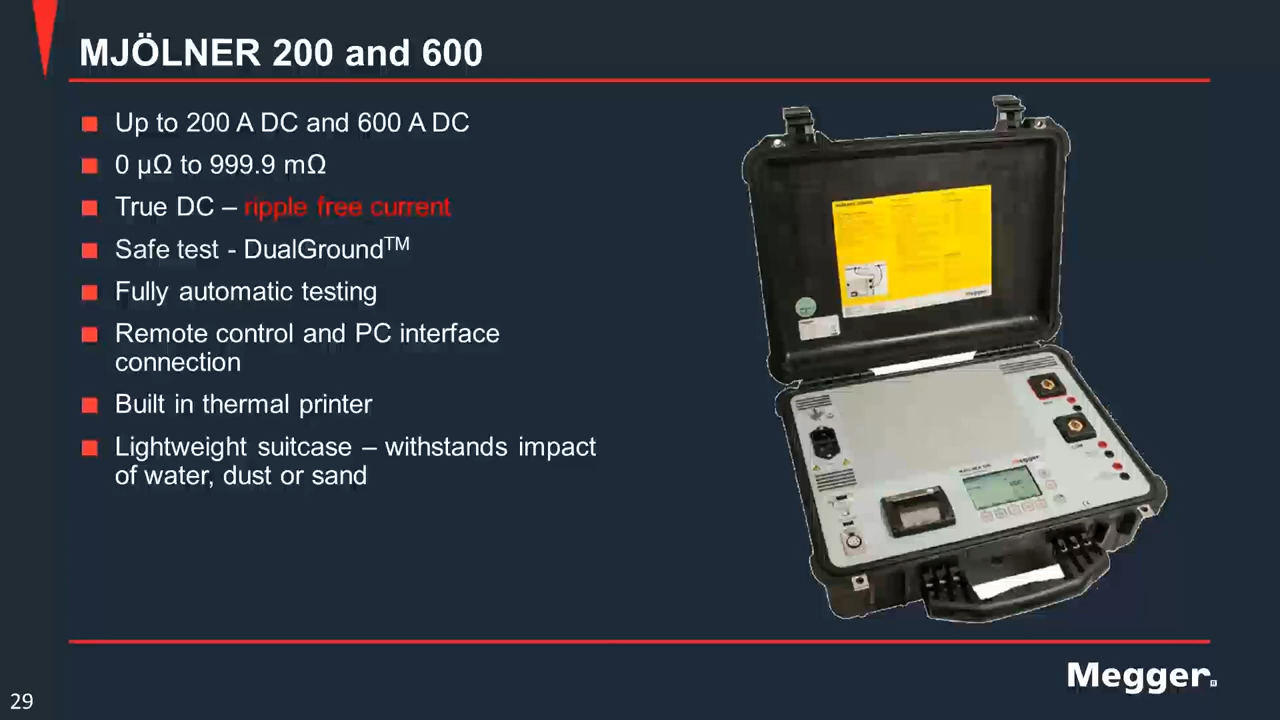 MJÖLNER 200 and 600
Up to 200 A DC and 600 A DC
0 µΩ to 999.9 mΩ
True DC – ripple free current
Safe test - DualGround™
Fully automatic testing
Remote control and PC interface
connection
Built in thermal printer
Lightweight suitcase – withstands impact
of water, dust or sand
Megger
Megger
Megger
29